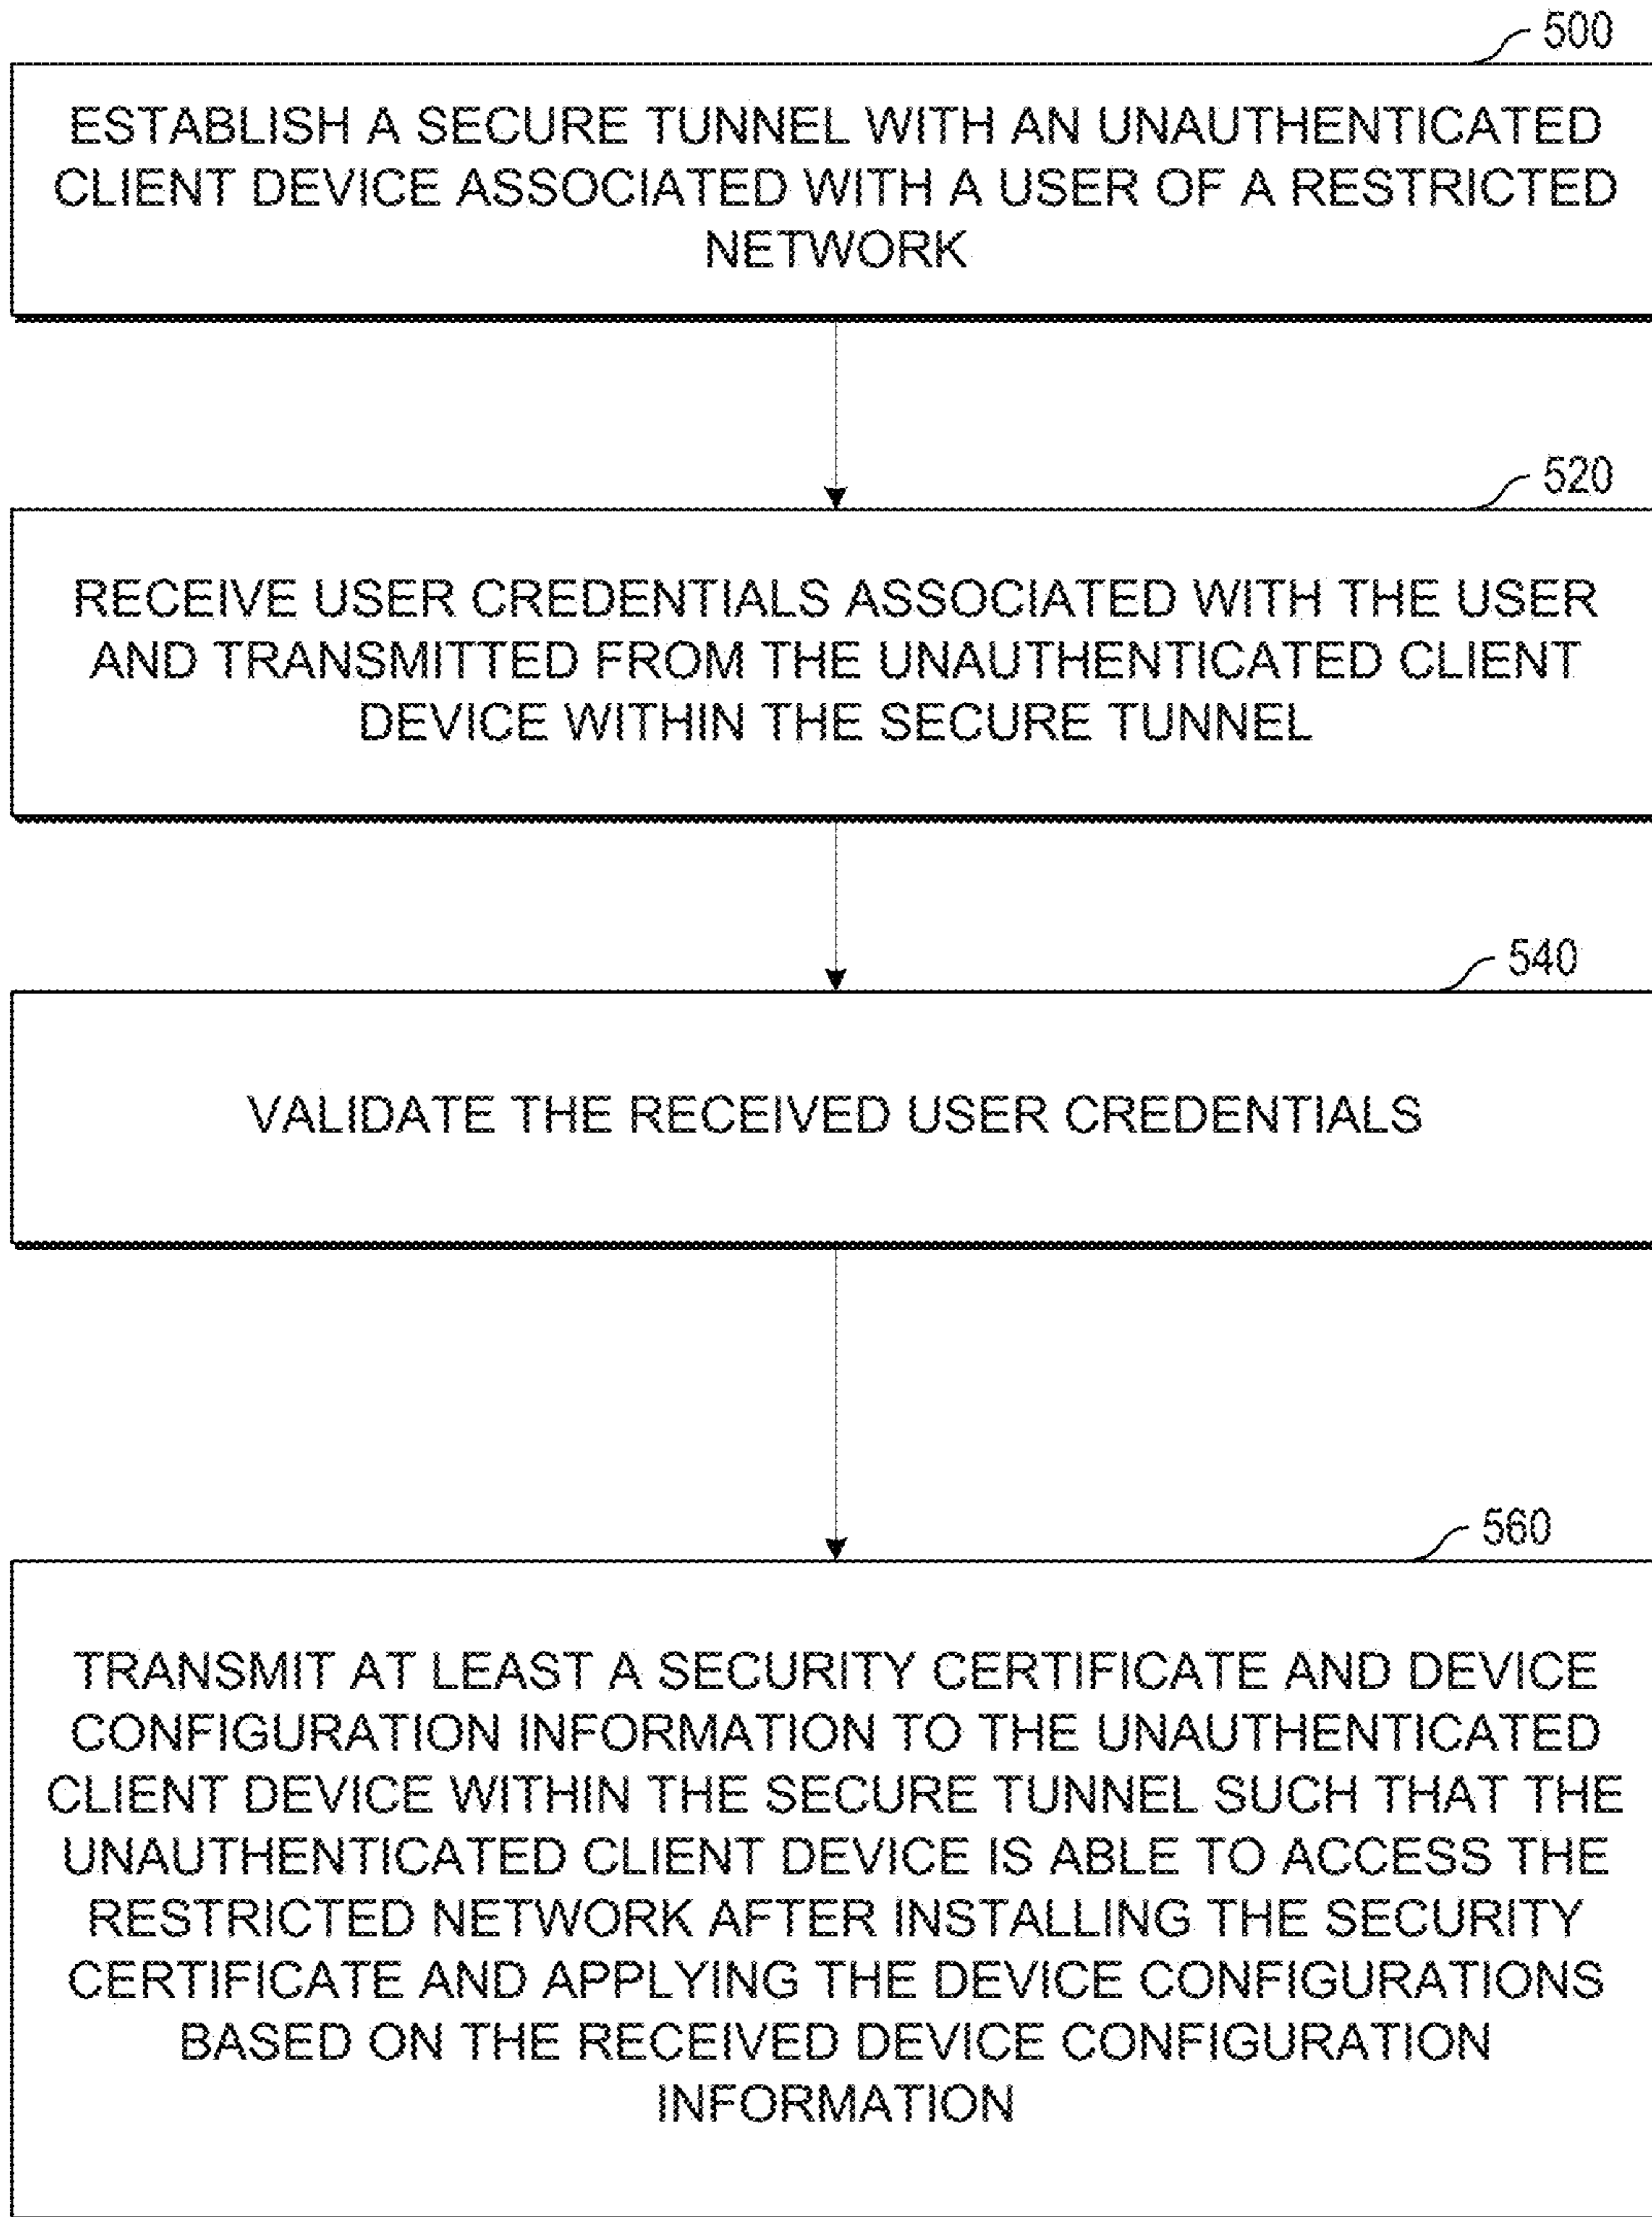 500
ESTABLISH A SECURE TUNNEL WITH AN UNAUTHENTICATED
CLIENT DEVICE ASSOCIATED WITH A USER OF A RESTRICTED
NETWORK
520
RECEIVE USER CREDENTIALS ASSOCIATED WITH THE USER
AND TRANSMITTED FROM THE UNAUTHENTICATED CLIENT
DEVICE WITHIN THE SECURE TUNNEL
540
VALIDATE THE RECEIVED USER CREDENTIALS
560
TRANSMIT AT LEAST A SECURITY CERTIFICATE AND DEVICE
CONFIGURATION INFORMATION TO THE UNAUTHENTICATED
CLIENT DEVICE WITHIN THE SECURE TUNNEL SUCH THAT THE
UNAUTHENTICATED CLIENT DEVICE IS ABLE TO ACCESS THE
RESTRICTED NETWORK AFTER INSTALLING THE SECURITY
CERTIFICATE AND APPLYING THE DEVICE CONFIGURATIONS
BASED ON THE RECEIVED DEVICE CONFIGURATION
INFORMATION